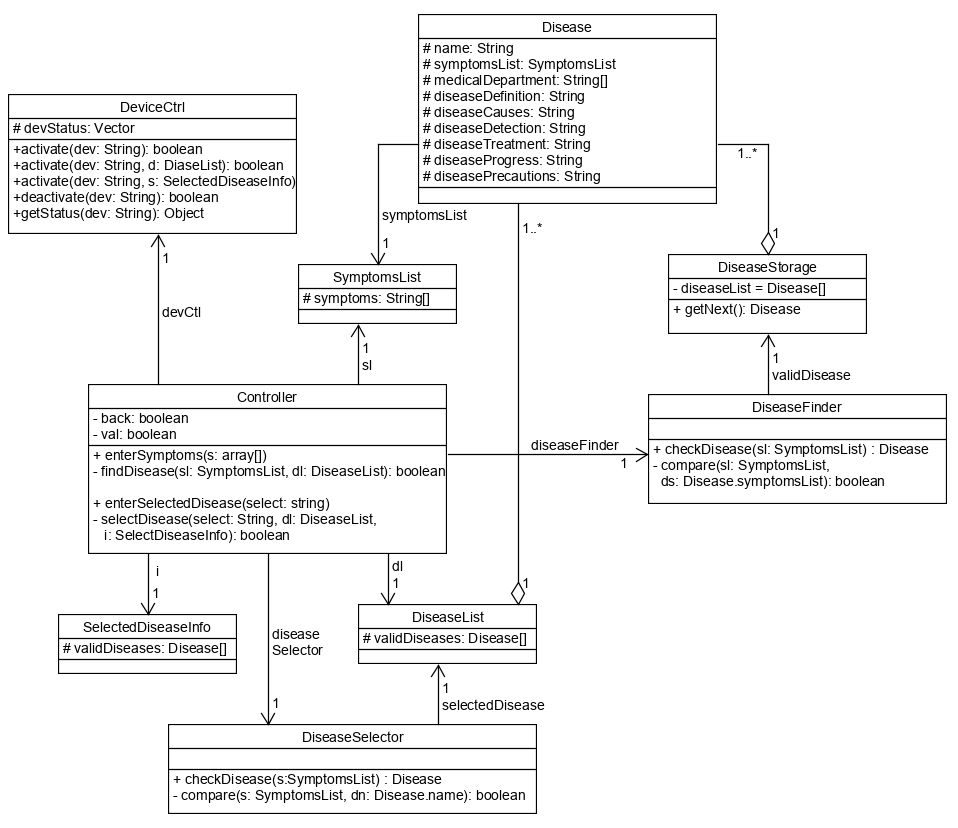 Disease
# name: String
# symptomsList: SymptomsList
# medicalDepartment: String[]
# diseaseDefinition: String
# diseaseCauses: String
# diseaseDetection: String
# diseaseTreatment: String
# diseaseProgress: String
# diseasePrecautions: String
DeviceCtrl
# devStatus: Vector
+activate(dev: String): boolean
+activate(dev: String, d: DiaseList): boolean
+activate(dev: String, s: SelectedDiseaseInfo)
+deactivate(dev: String): boolean
+getStatus(dev: String): Object
1..*
symptomsList
1
1..*
1
1
SymptomsList
# symptoms: String[]
DiseaseStorage
- diseaseList = Disease[]
+ getNext(): Disease
devCtl
1
sl
1
validDisease
Controller
- back: boolean
- val: boolean
+ enterSymptoms(s: array[])
- findDisease(sl: SymptomsList, dl: DiseaseList): boolean
+ enterSelectedDisease(select: string)
- selectDisease(select: String, dl: DiseaseList,
i: SelectDiseaseInfo): boolean
diseaseFinder
1
DiseaseFinder
+ checkDisease(sl: SymptomsList) : Disease
- compare(sl: SymptomsList,
ds: Disease.symptomsList): boolean
i
1
dl
1
1
SelectedDiseaseInfo
# validDiseases: Disease[]
disease
Selector
1
DiseaseList
# validDiseases: Disease[]
1
selectedDisease
DiseaseSelector
+ checkDisease(s:SymptomsList) : Disease
- compare(s: SymptomsList, dn: Disease.name): boolean